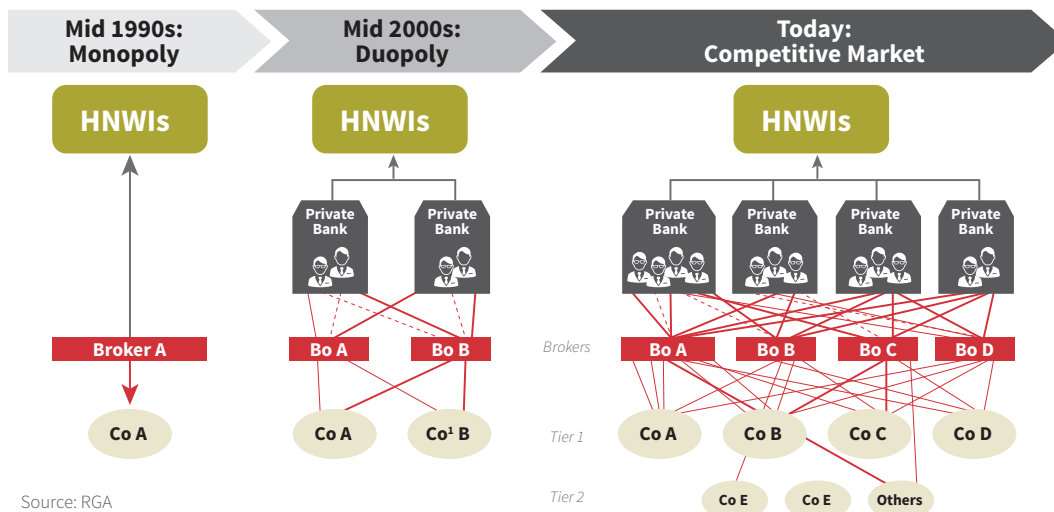 Mid 1990s:
Monopoly
Mid 2000s:
Duopoly
Today:
Competitive Market
HNWIs
HNWIs
HNWIs
Private
Bank
Private
Bank
Private
Bank
Private
Bank
Private
Bank
Private
Bank
Broker A
Bo A
Bo B
Brokers
Bo A
Bo B
Bo C
Bo D
Co A
Co A
Co¹ B
Tier 1
Co A
Co B
Co C
Co D
Source: RGA
Tier 2
Co E
Co E
Others